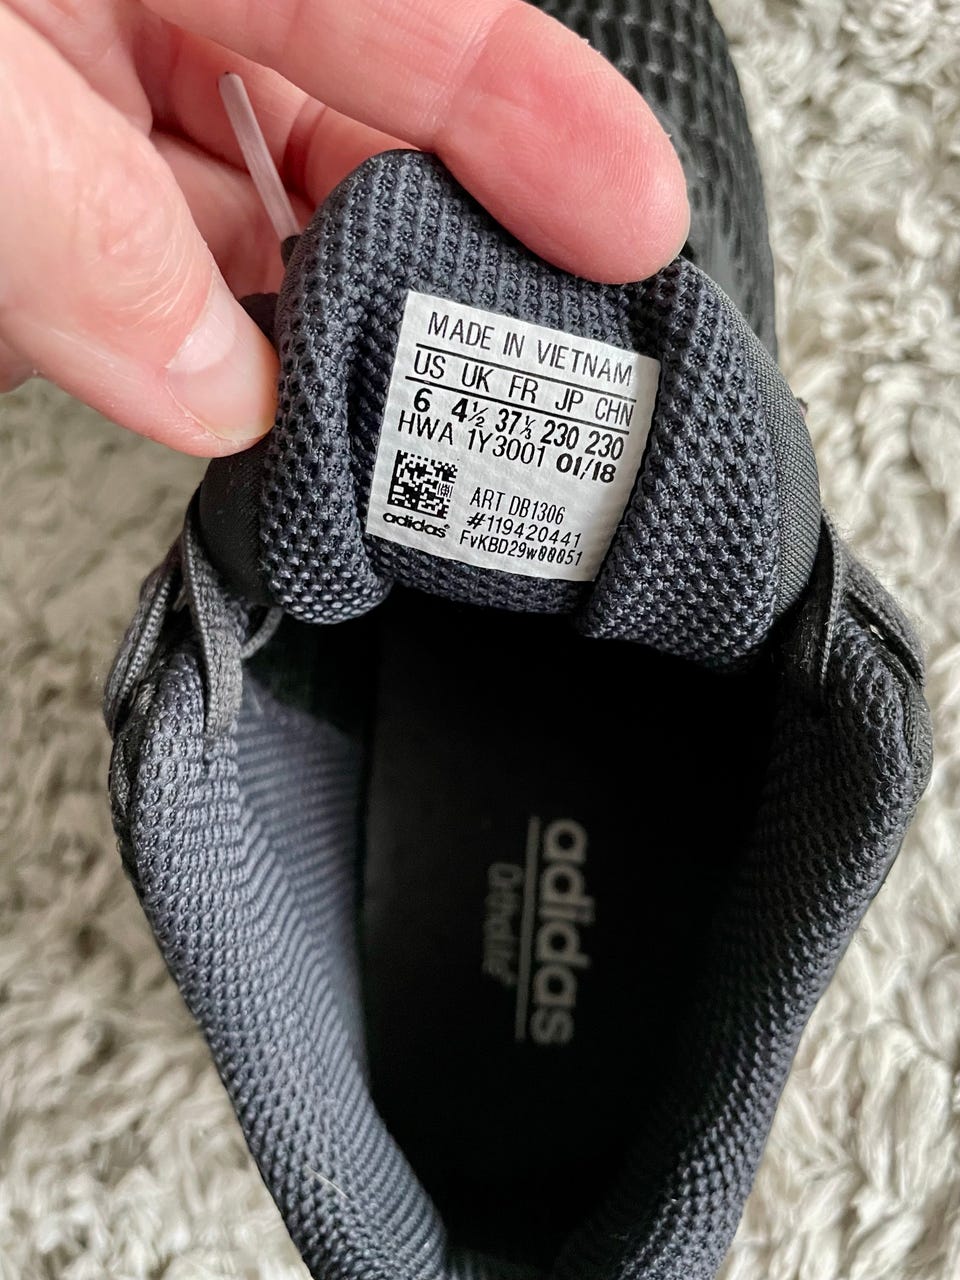 MADE IN VIETNAM
US UK FR JP CHN
6 4½ 37⅓ 230 230
HWA 1Y3001 01/18
ART DB1306
#119420441
adidas FvKBD29w00051
adidas
Ortholite